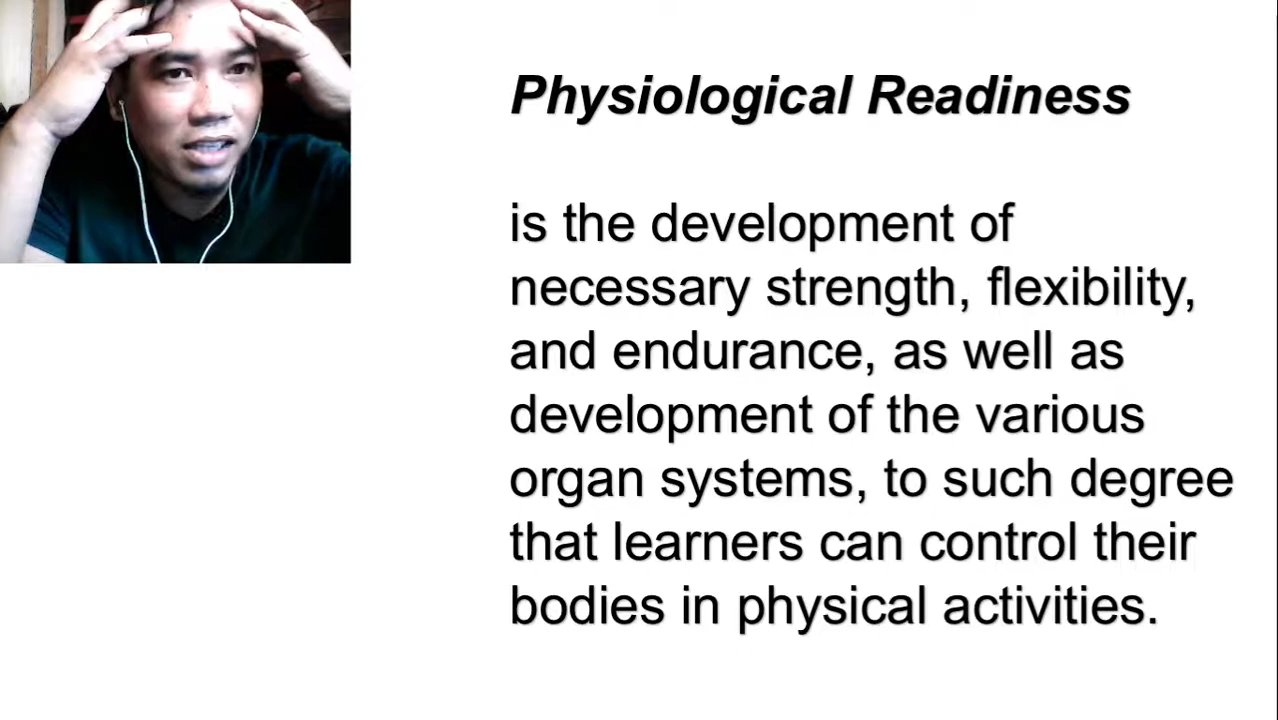 Physiological Readiness
is the development of
necessary strength, flexibility,
and endurance, as well as
development of the various
organ systems, to such degree
that learners can control their
bodies in physical activities.